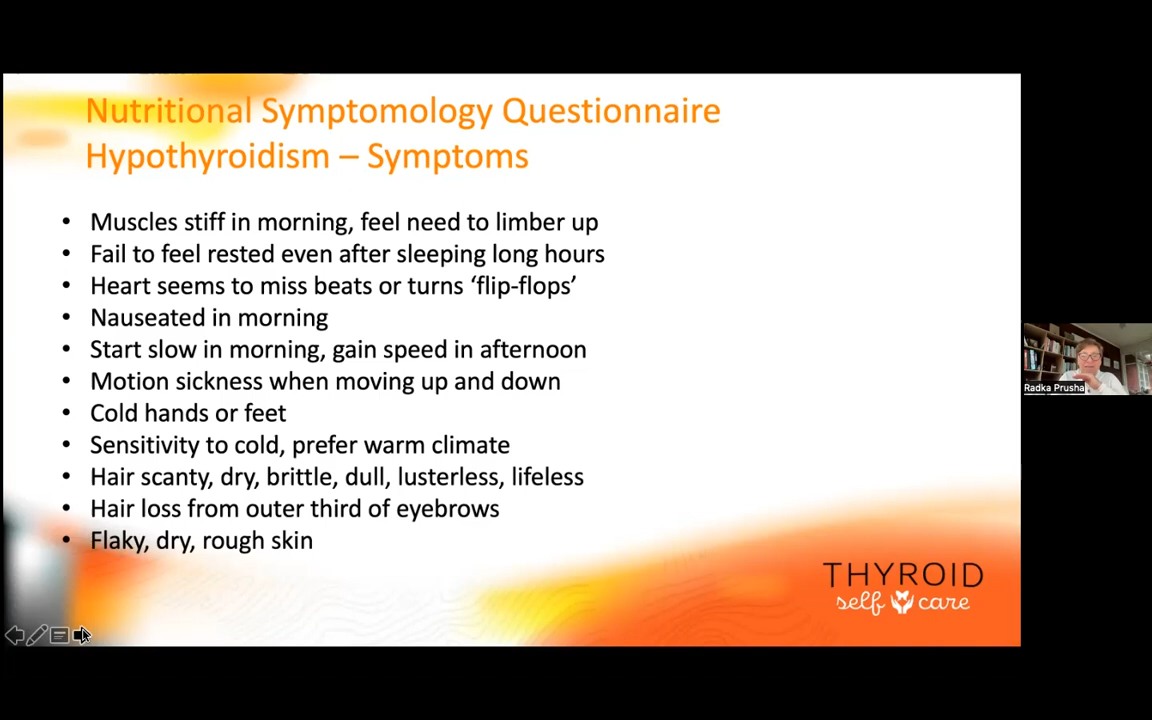 Nutritional Symptomology Questionnaire
Hypothyroidism – Symptoms
• Muscles stiff in morning, feel need to limber up
• Fail to feel rested even after sleeping long hours
• Heart seems to miss beats or turns ‘flip-flops’
• Nauseated in morning
• Start slow in morning, gain speed in afternoon
• Motion sickness when moving up and down
• Cold hands or feet
• Sensitivity to cold, prefer warm climate
• Hair scanty, dry, brittle, dull, lusterless, lifeless
• Hair loss from outer third of eyebrows
• Flaky, dry, rough skin
THYROID
self care
Radka Prusha